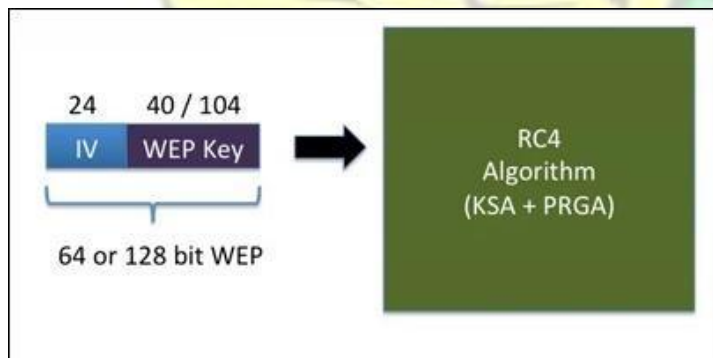 24 40 / 104
IV WEP Key
64 or 128 bit WEP
RC4
Algorithm
(KSA + PRGA)